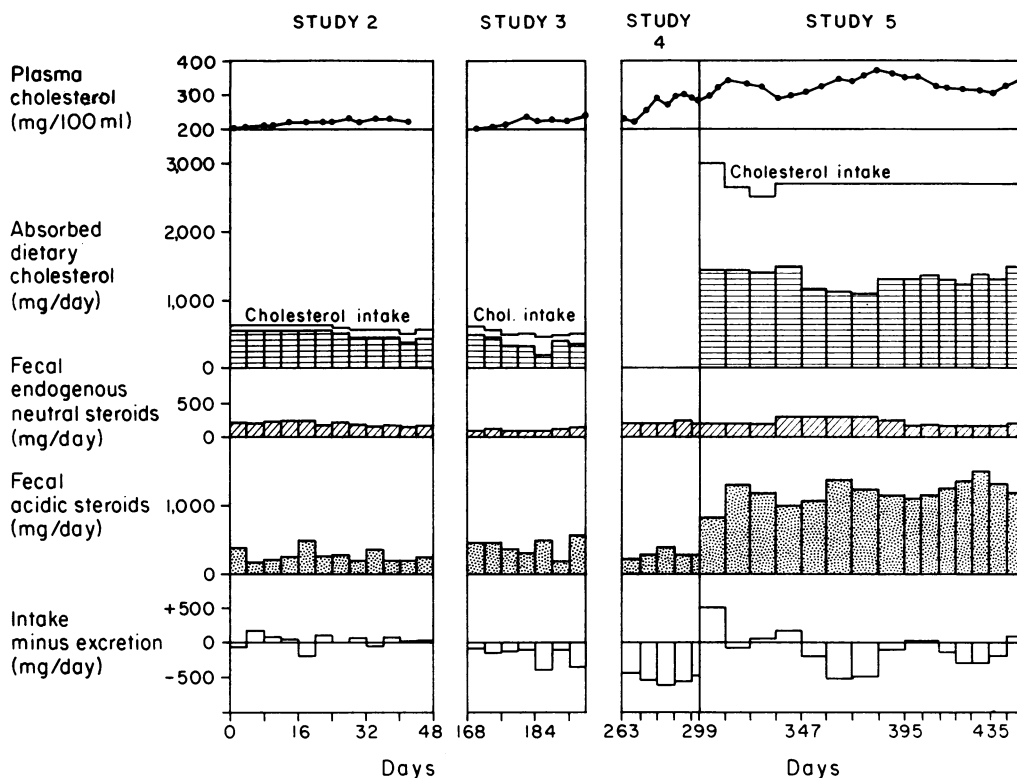 STUDY 2
STUDY 3
STUDY
4
STUDY 5
Plasma
cholesterol
(mg/100ml)
400
300
200
3,000
Cholesterol intake
Absorbed
dietary
cholesterol
(mg/day)
2,000
1,000
0
Cholesterol intake
Chol. intake
Fecal
endogenous
neutral steroids
(mg/day)
500
0
Fecal
acidic steroids
(mg/day)
1,000
0
Intake
minus excretion
(mg/day)
+500
0
-500
0 16 32 48 168 184 263 299 347 395 435
Days
Days